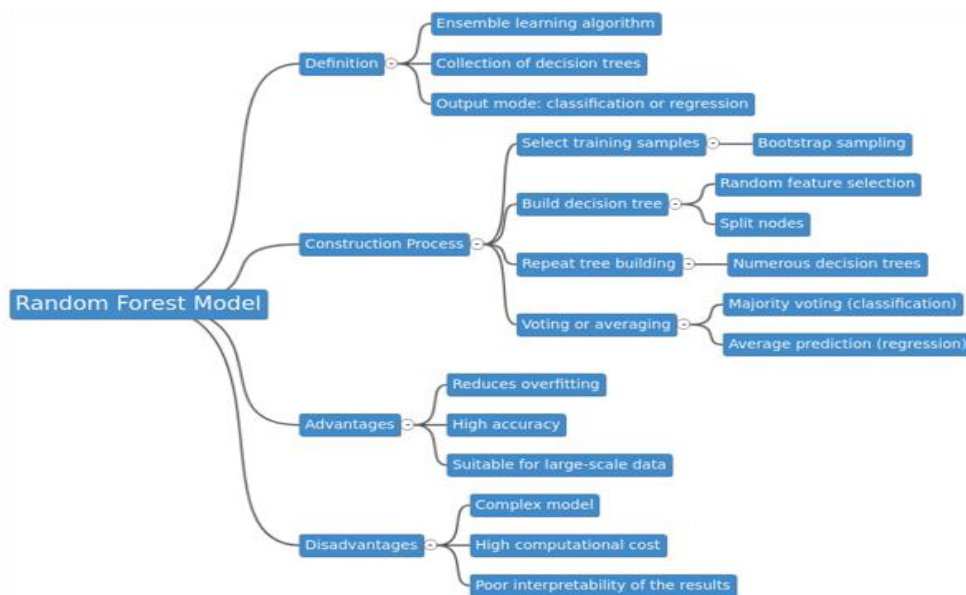 Random Forest Model
Definition
Ensemble learning algorithm
Collection of decision trees
Output mode: classification or regression
Construction Process
Select training samples
Bootstrap sampling
Build decision tree
Random feature selection
Split nodes
Repeat tree building
Numerous decision trees
Voting or averaging
Majority voting (classification)
Average prediction (regression)
Advantages
Reduces overfitting
High accuracy
Suitable for large-scale data
Disadvantages
Complex model
High computational cost
Poor interpretability of the results